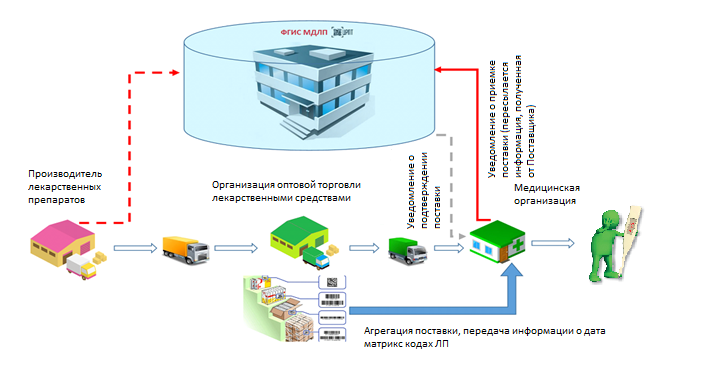 ФГИС МДЛП
Уведомление о приемке
поставки (пересылается
информация, полученная
от Поставщика)
Производитель
лекарственных
препаратов
Организация оптовой торговли
лекарственными средствами
Уведомление о
подтверждении
поставки
Медицинская
организация
Агрегация поставки, передача информации о дата
матрикс кодах ЛП